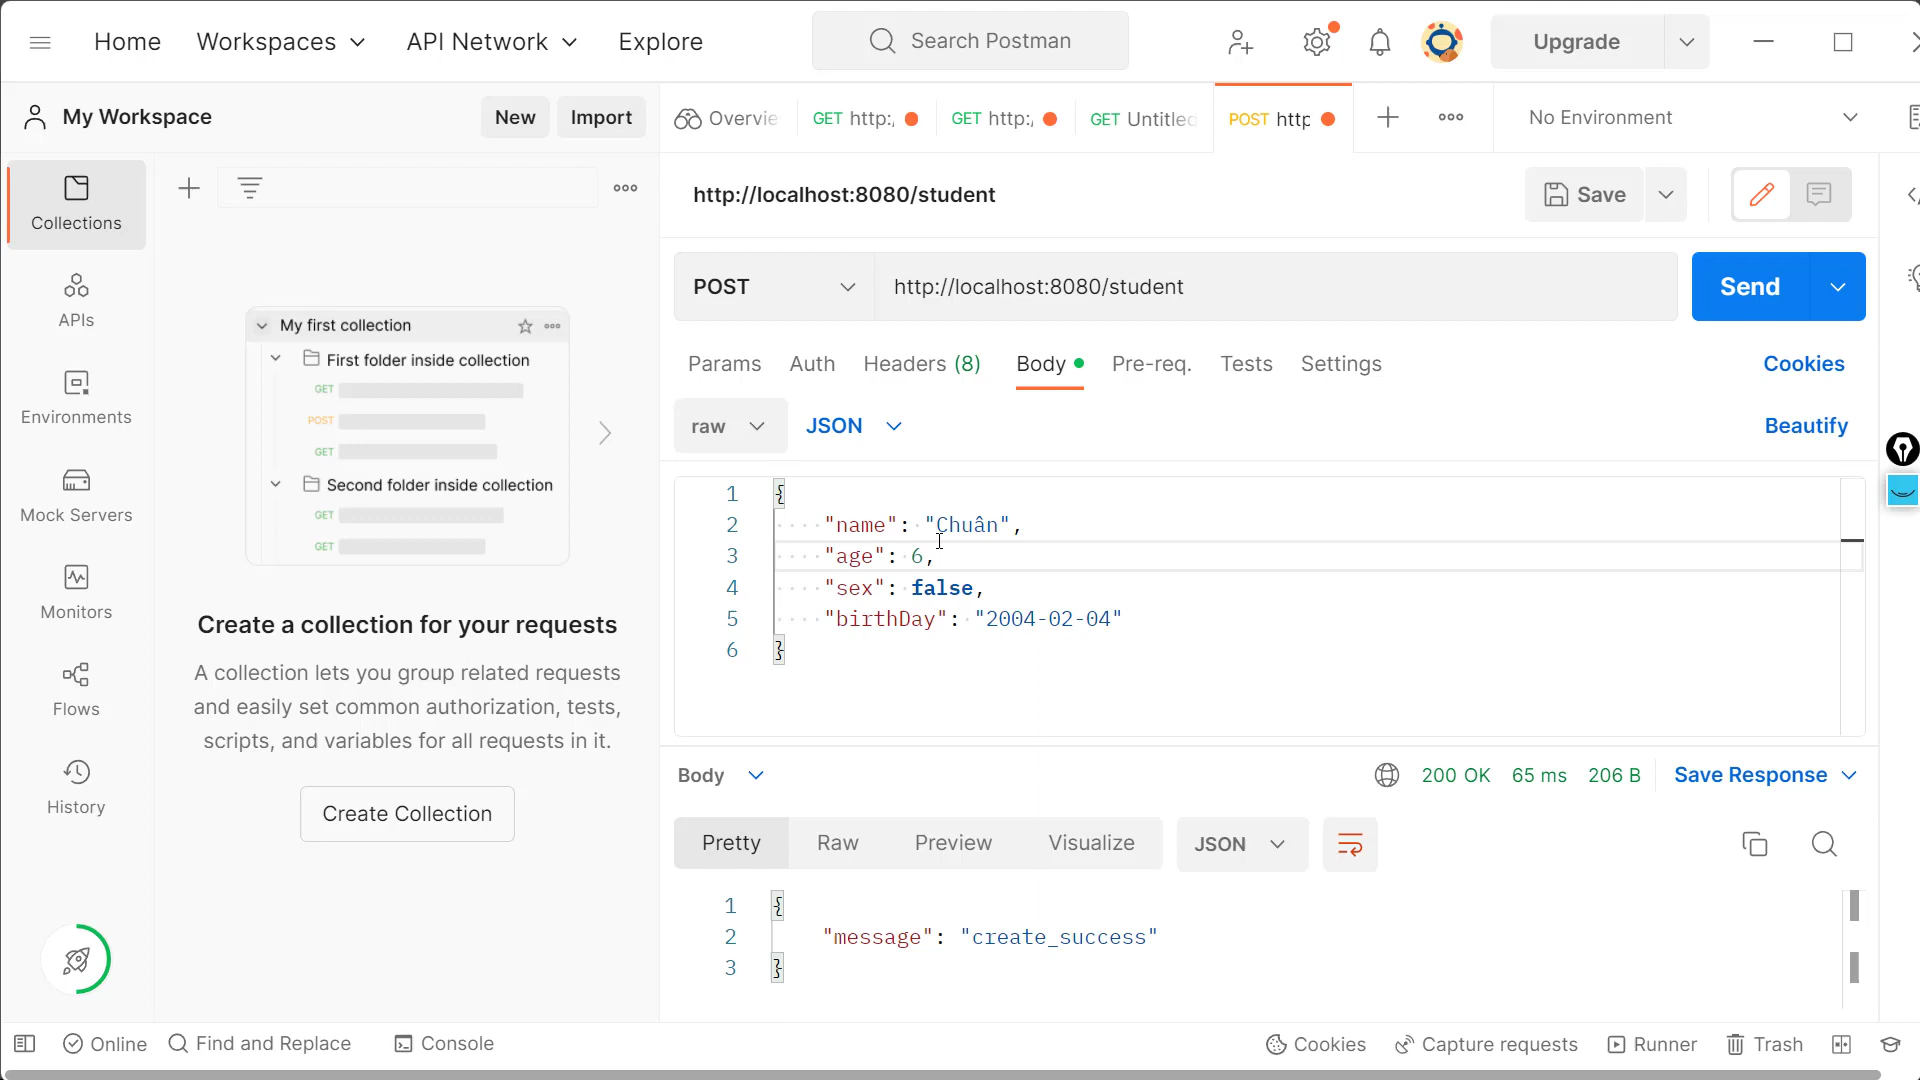 Home Workspaces API Network Explore Search Postman Upgrade
My Workspace New Import Overvie GET http:/ GET http:/ GET Untitled POST http No Environment
Collections
APIs
Environments
Mock Servers
Monitors
Flows
History
My first collection
First folder inside collection
GET
POST
GET
Second folder inside collection
GET
GET
Create a collection for your requests
A collection lets you group related requests
and easily set common authorization, tests,
scripts, and variables for all requests in it.
Create Collection
http://localhost:8080/student Save
POST http://localhost:8080/student Send
Params Auth Headers (8) Body Pre-req. Tests Settings Cookies
raw JSON Beautify
1 {
2 "name": "Chuân",
3 "age": 6,
4 "sex": false,
5 "birthDay": "2004-02-04"
6 }
Body 200 OK 65 ms 206 B Save Response
Pretty Raw Preview Visualize JSON
1 {
2 "message": "create_success"
3 }
Online Find and Replace Console Cookies Capture requests Runner Trash